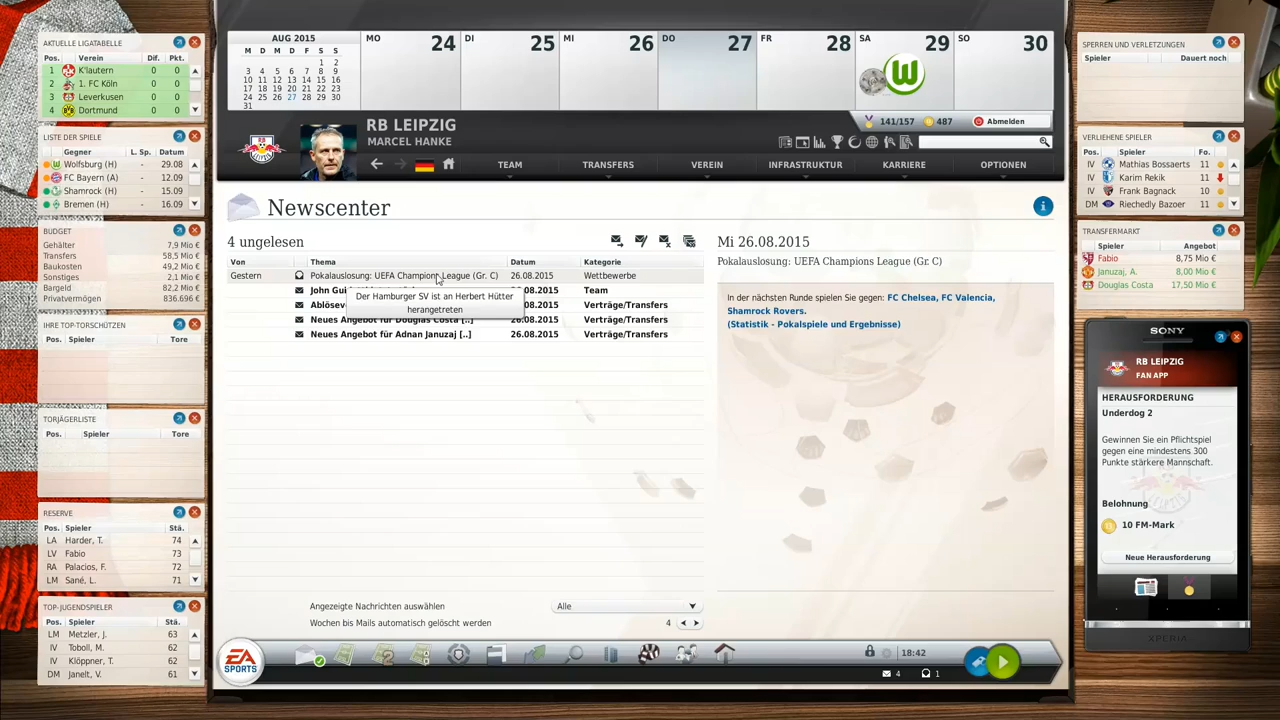 AKTUELLE LIGATABELLE
Pos. Verein Dif. Pkt.
1 K'lautern 0 0
2 1. FC Köln 0 0
3 Leverkusen 0 0
4 Dortmund 0 0
LISTE DER SPIELE
Gegner L. Sp. Datum
Wolfsburg (H) - 29.08
FC Bayern (A) - 12.09
Shamrock (H) - 15.09
Bremen (H) - 16.09
BUDGET
Gehälter 7,9 Mio €
Transfers 58,5 Mio €
Baukosten 49,2 Mio €
Sonstiges 2,1 Mio €
Bargeld 82,2 Mio €
Privatvermögen 836.696 €
IHRE TOP-TORSCHÜTZEN
Pos. Spieler Tore
TORJÄGERLISTE
Pos. Spieler Tore
RESERVE
Pos. Spieler Stä.
LA Harder, T. 74
LV Fabio 73
RA Palacios, F. 72
LM Sané, L. 71
TOP-JUGENDSPIELER
Pos. Spieler Stä.
LM Metzler, J. 63
IV Toboll, M. 62
IV Klöppner, T. 62
DM Janelt, V. 61
AUG 2015
M D M D F S S
1 2
3 4 5 6 7 8 9
10 11 12 13 14 15 16
17 18 19 20 21 22 23
24 25 26 27 28 29 30
31
MO 24 DI 25 MI 26 DO 27 FR 28 SA 29 SO 30
141/157 487 Abmelden
RB LEIPZIG
MARCEL HANKE
TEAM TRANSFERS VEREIN INFRASTRUKTUR KARRIERE OPTIONEN
Newscenter
4 ungelesen
Von Thema Datum Kategorie
Gestern Pokalauslosung: UEFA Champions League (Gr. C) 26.08.2015 Wettbewerbe
John Gui 26.08.2015 Team
Ablösev 26.08.2015 Verträge/Transfers
Neues Angebot für Douglas Costa [..] 26.08.2015 Verträge/Transfers
Neues Angebot für Adnan Januzaj [..] 26.08.2015 Verträge/Transfers
Der Hamburger SV ist an Herbert Hütter
herangetreten
Angezeigte Nachrichten auswählen Alle
Wochen bis Mails automatisch gelöscht werden 4
Mi 26.08.2015
Pokalauslosung: UEFA Champions League (Gr. C)
In der nächsten Runde spielen Sie gegen: FC Chelsea, FC Valencia,
Shamrock Rovers.
(Statistik - Pokalspiele und Ergebnisse)
EA
SPORTS
18:42
4 1
SPERREN UND VERLETZUNGEN
Spieler Dauert noch
VERLIEHENE SPIELER
Pos. Spieler Fo.
IV Mathias Bossaerts 11
IV Karim Rekik 11
IV Frank Bagnack 10
DM Riechedly Bazoer 11
TRANSFERMARKT
Spieler Angebot
Fabio 8,75 Mio €
Januzaj, A. 8,00 Mio €
Douglas Costa 17,50 Mio €
SONY
RB LEIPZIG
FAN APP
HERAUSFORDERUNG
Underdog 2
Gewinnen Sie ein Pflichtspiel
gegen eine mindestens 300
Punkte stärkere Mannschaft.
Belohnung
10 FM-Mark
Neue Herausforderung
XPERIA